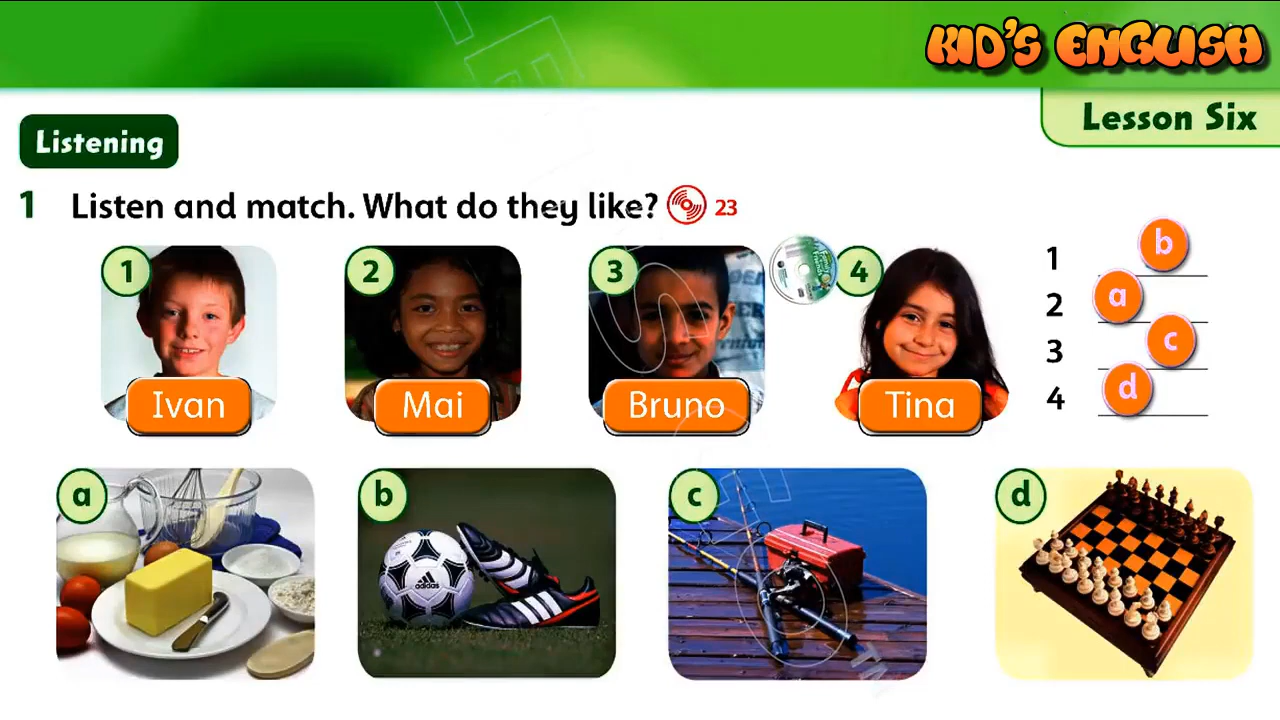 KID'S ENGLISH
Lesson Six
Listening
1 Listen and match. What do they like? 23
1 2 3 4
Ivan Mai Bruno Tina
1 b
2 a
3 c
4 d
a b c d
adidas